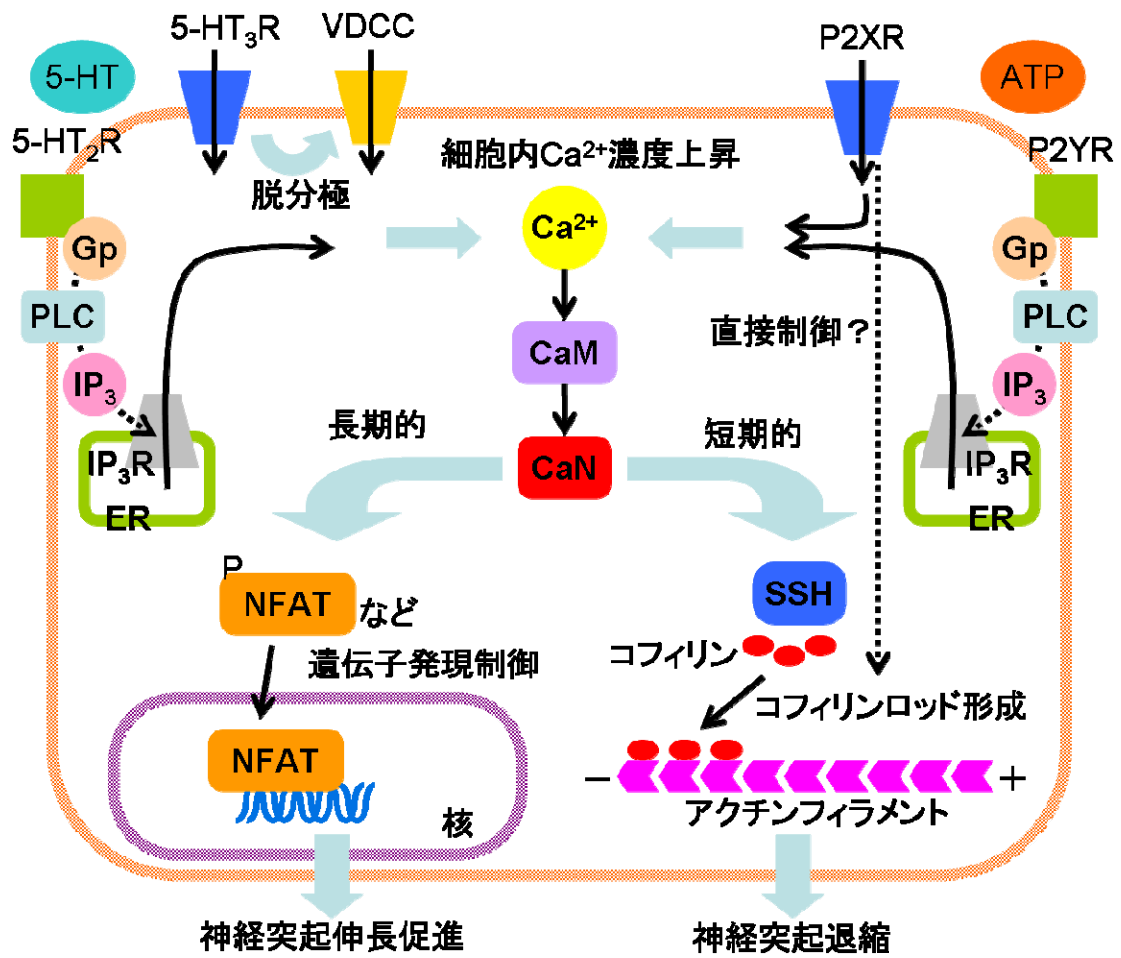 5-HT₃R
VDCC
P2XR
5-HT
ATP
5-HT₂R
P2YR
細胞内Ca²⁺濃度上昇
脱分極
Ca²⁺
Gp
Gp
PLC
PLC
直接制御？
CaM
IP₃
IP₃
長期的
短期的
CaN
IP₃R
IP₃R
ER
ER
P
NFAT
など
SSH
遺伝子発現制御
コフィリン
コフィリンロッド形成
NFAT
−
+
アクチンフィラメント
核
神経突起伸長促進
神経突起退縮